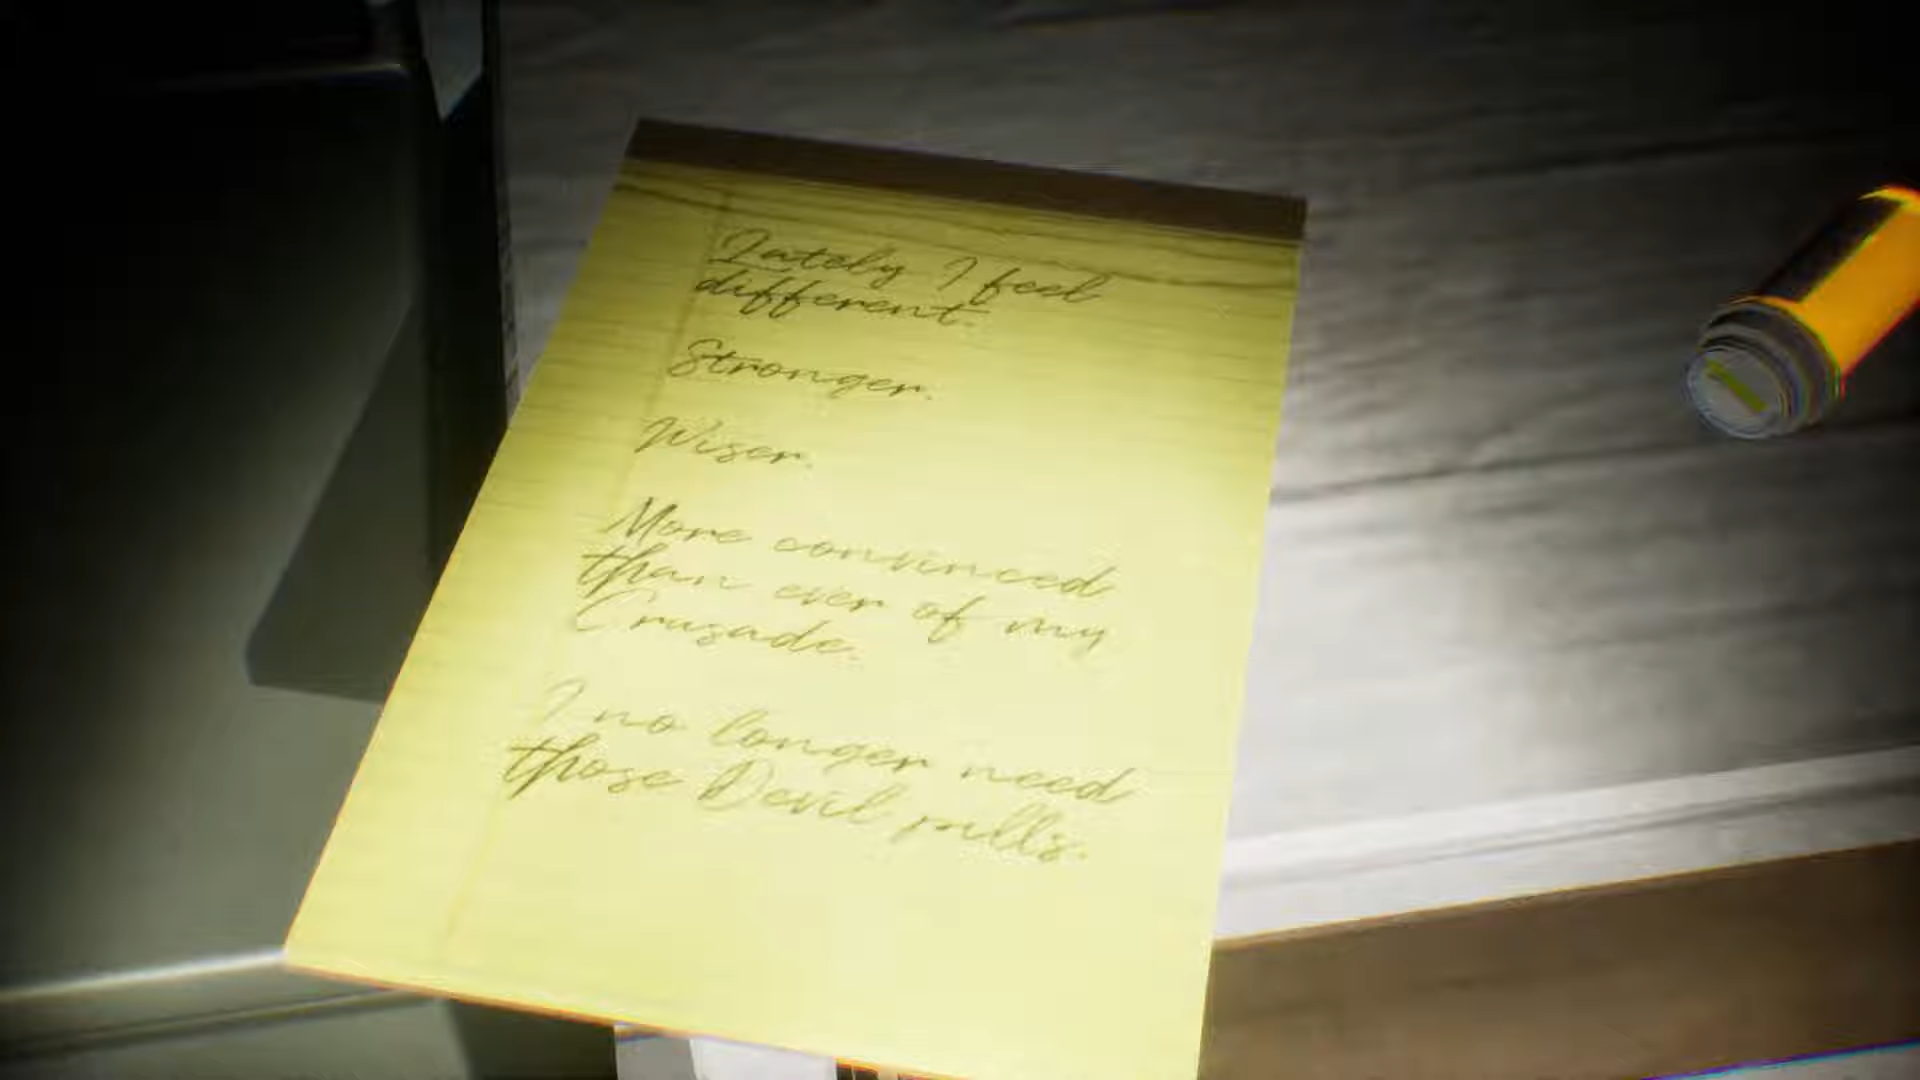 Lately I feel
different.
Stronger.
Wiser.
More convinced
than ever of my
Crusade.
I no longer need
those Devil pills.